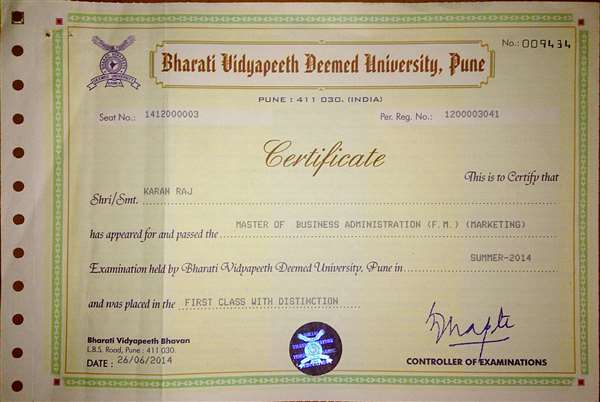 No.: 009434
Bharati Vidyapeeth Deemed University, Pune
PUNE : 411 030. (INDIA)
Seat No.: 1412000003 Per. Reg. No.: 1200003041
Certificate
This is to Certify that
Shri/Smt. KARAN RAJ
has appeared for and passed the MASTER OF BUSINESS ADMINISTRATION (F.M.) (MARKETING)
Examination held by Bharati Vidyapeeth Deemed University, Pune in SUMMER-2014
and was placed in the FIRST CLASS WITH DISTINCTION
Bharati Vidyapeeth Bhavan
L.B.S. Road, Pune : 411 030.
DATE : 26/06/2014
CONTROLLER OF EXAMINATIONS